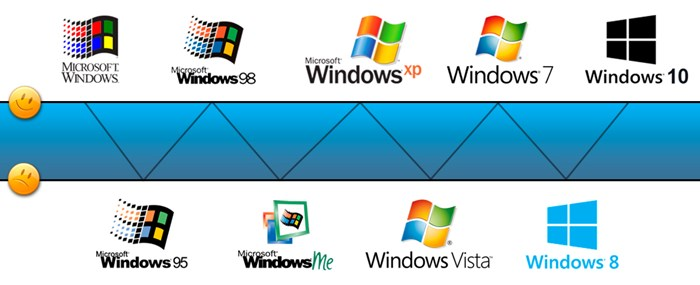 MICROSOFT®
WINDOWS®
Microsoft®
Windows 98
Microsoft®
Windows xp
Windows® 7
Windows® 10
Microsoft®
Windows 95
Microsoft®
Windows Me
Windows Vista™
Windows® 8